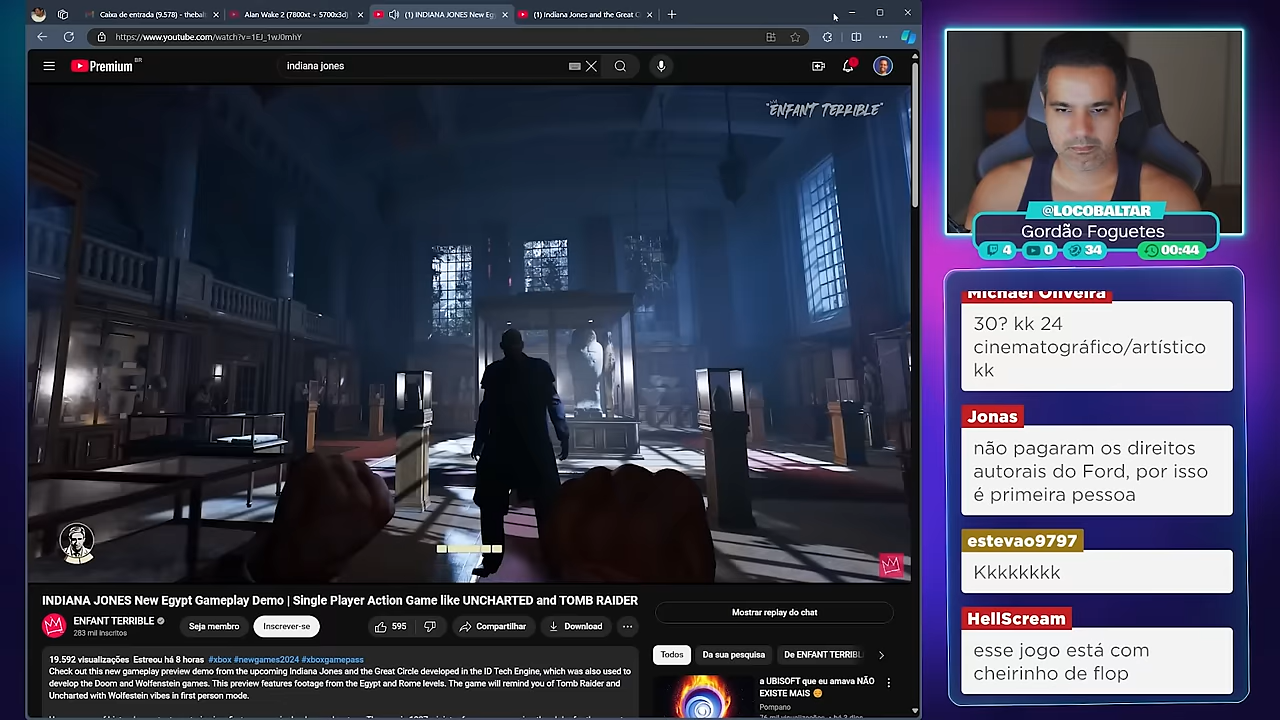 Caixa de entrada (9.578) - thebal
Alan Wake 2 (7800xt + 5700x3d)
(1) INDIANA JONES New Eg
(1) Indiana Jones and the Great C
https://www.youtube.com/watch?v=1EJ_1wJ0mhY
Premium BR
indiana jones
"ENFANT TERRIBLE"
INDIANA JONES New Egypt Gameplay Demo | Single Player Action Game like UNCHARTED and TOMB RAIDER
ENFANT TERRIBLE
283 mil inscritos
Seja membro
Inscrever-se
595
Compartilhar
Download
19.592 visualizações Estreou há 8 horas #xbox #newgames2024 #xboxgamepass
Check out this new gameplay preview demo from the upcoming Indiana Jones and the Great Circle developed in the ID Tech Engine, which was also used to
develop the Doom and Wolfestein games. This preview features footage from the Egypt and Rome levels. The game will remind you of Tomb Raider and
Uncharted with Wolfestein vibes in first person mode.
Mostrar replay do chat
Todos
Da sua pesquisa
De ENFANT TERRIBL
a UBISOFT que eu amava NÃO
EXISTE MAIS
Pompano
@LOCOBALTAR
Gordão Foguetes
4
0
34
00:44
Michael Oliveira
30? kk 24
cinematográfico/artístico
kk
Jonas
não pagaram os direitos
autorais do Ford, por isso
é primeira pessoa
estevao9797
Kkkkkkkk
HellScream
esse jogo está com
cheirinho de flop